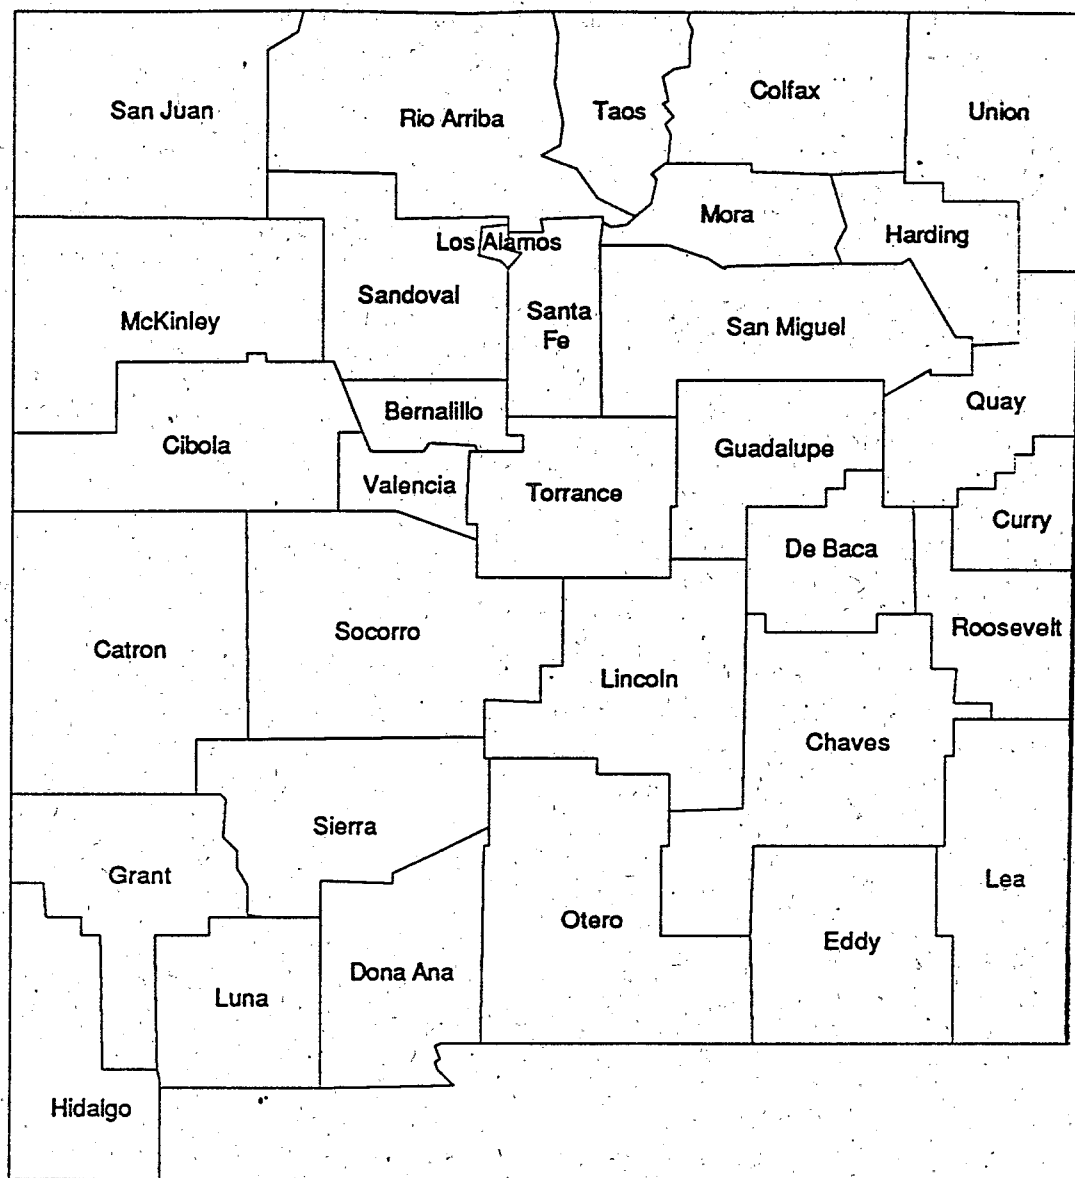 San Juan
Rio Arriba
Taos
Colfax
Union
Mora
Harding
Los Alamos
Sandoval
Santa
Fe
San Miguel
McKinley
Quay
Bernalillo
Cibola
Guadalupe
Valencia
Torrance
Curry
De Baca
Roosevelt
Socorro
Catron
Lincoln
Chaves
Sierra
Grant
Lea
Otero
Eddy
Dona Ana
Luna
Hidalgo